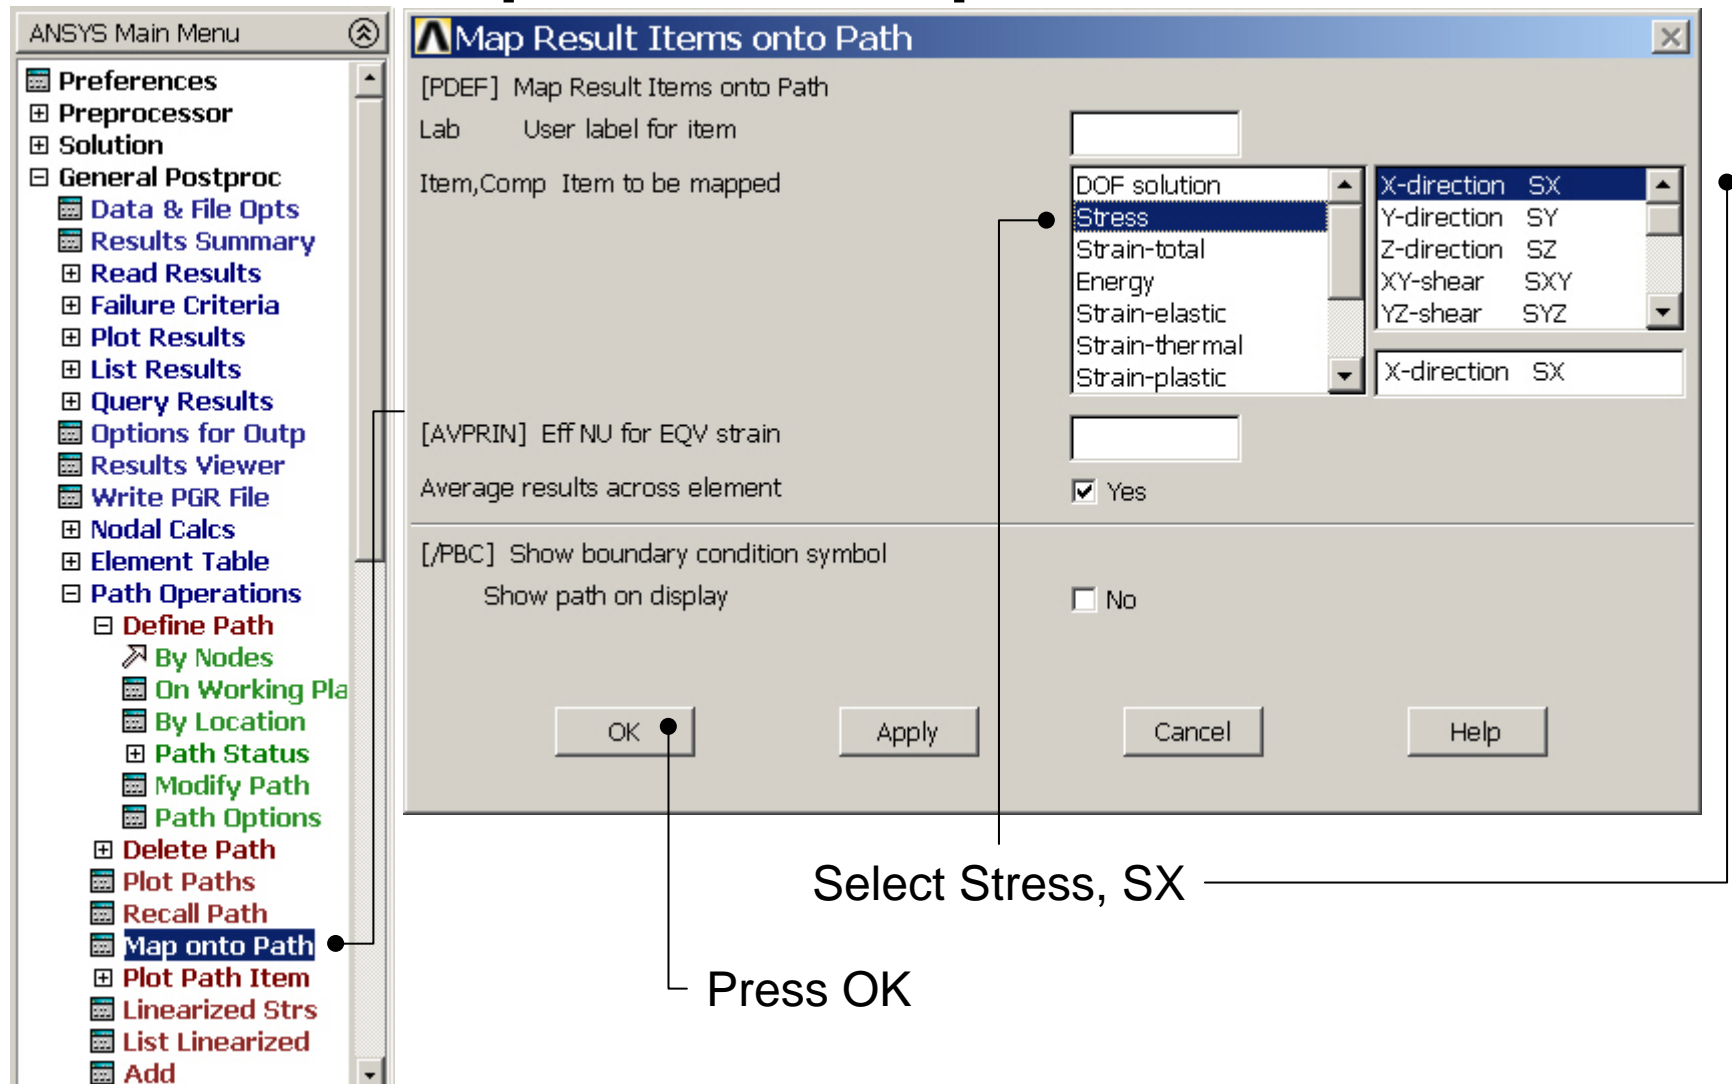 ANSYS Main Menu
Preferences
Preprocessor
Solution
General Postproc
Data & File Opts
Results Summary
Read Results
Failure Criteria
Plot Results
List Results
Query Results
Options for Outp
Results Viewer
Write PGR File
Nodal Calcs
Element Table
Path Operations
Define Path
By Nodes
On Working Pla
By Location
Path Status
Modify Path
Path Options
Delete Path
Plot Paths
Recall Path
Map onto Path
Plot Path Item
Linearized Strs
List Linearized
Add
Map Result Items onto Path
[PDEF] Map Result Items onto Path
Lab User label for item
Item,Comp Item to be mapped
DOF solution
Stress
Strain-total
Energy
Strain-elastic
Strain-thermal
Strain-plastic
X-direction SX
Y-direction SY
Z-direction SZ
XY-shear SXY
YZ-shear SYZ
X-direction SX
[AVPRIN] Eff NU for EQV strain
Average results across element
Yes
[/PBC] Show boundary condition symbol
Show path on display
No
OK
Apply
Cancel
Help
Select Stress, SX
Press OK